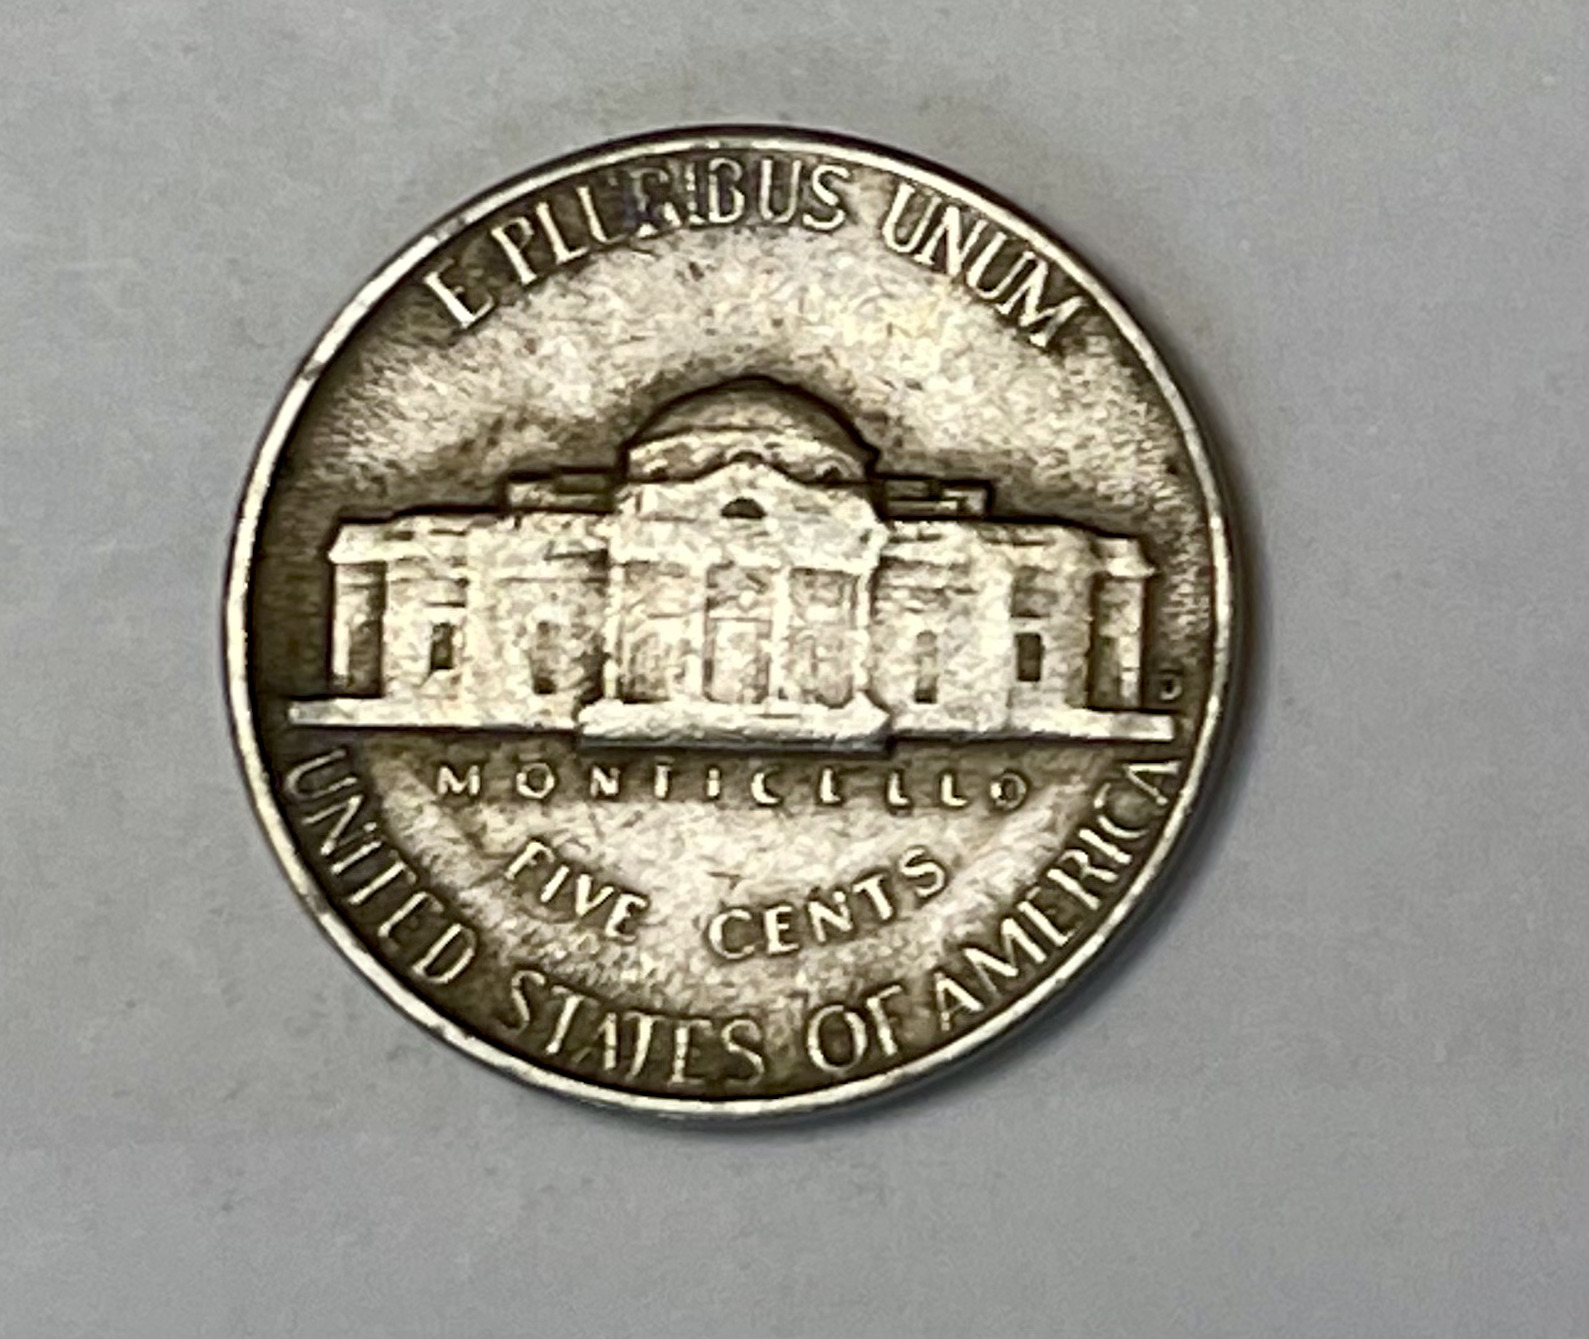 E PLURIBUS UNUM
D
MONTICELLO
FIVE CENTS
UNITED STATES OF AMERICA